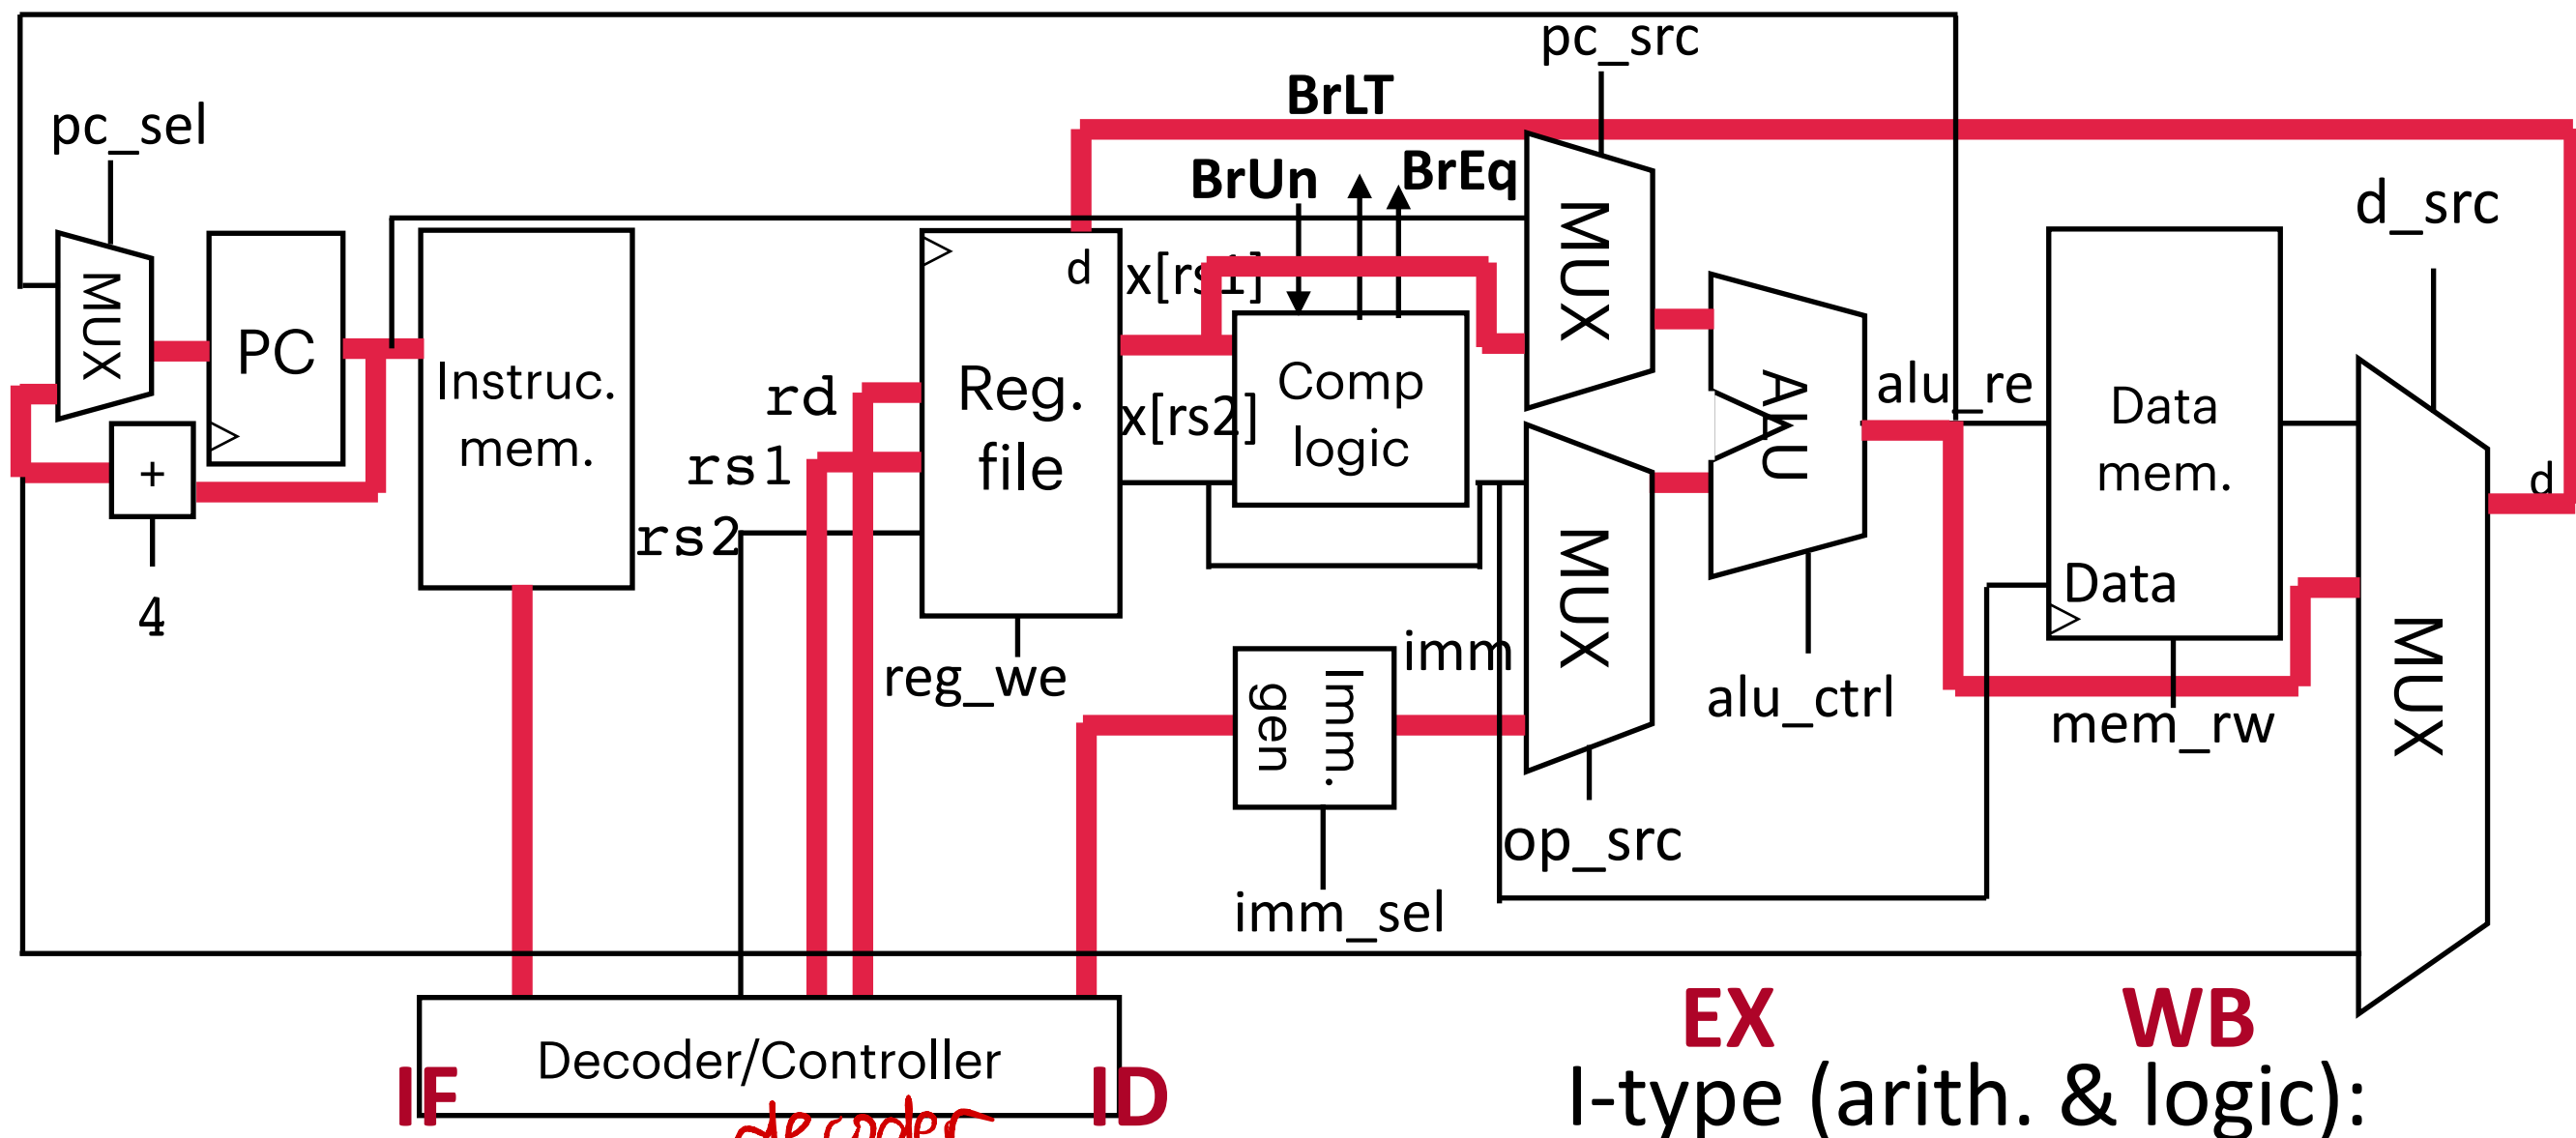 pc_src
BrLT
pc_sel
BrUn
BrEq
d_src
MUX
PC
Instruc.
mem.
+
4
rd
rs1
rs2
d
Reg.
file
reg_we
x[rs1]
x[rs2]
Comp
logic
MUX
MUX
ALU
alu_re
alu_ctrl
Imm.
gen
imm
imm_sel
op_src
Data
mem.
Data
mem_rw
MUX
d
Decoder/Controller
IF
ID
decoder
EX
WB
I-type (arith. & logic):